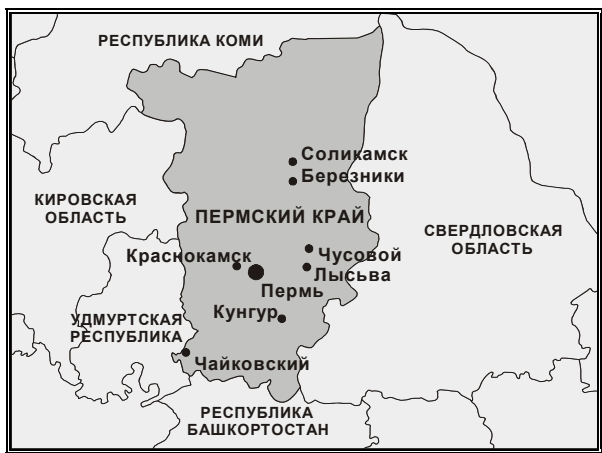 РЕСПУБЛИКА КОМИ
Соликамск
Березники
КИРОВСКАЯ
ОБЛАСТЬ
ПЕРМСКИЙ КРАЙ
СВЕРДЛОВСКАЯ
ОБЛАСТЬ
Краснокамск
Чусовой
Лысьва
Пермь
Кунгур
УДМУРТСКАЯ
РЕСПУБЛИКА
Чайковский
РЕСПУБЛИКА
БАШКОРТОСТАН